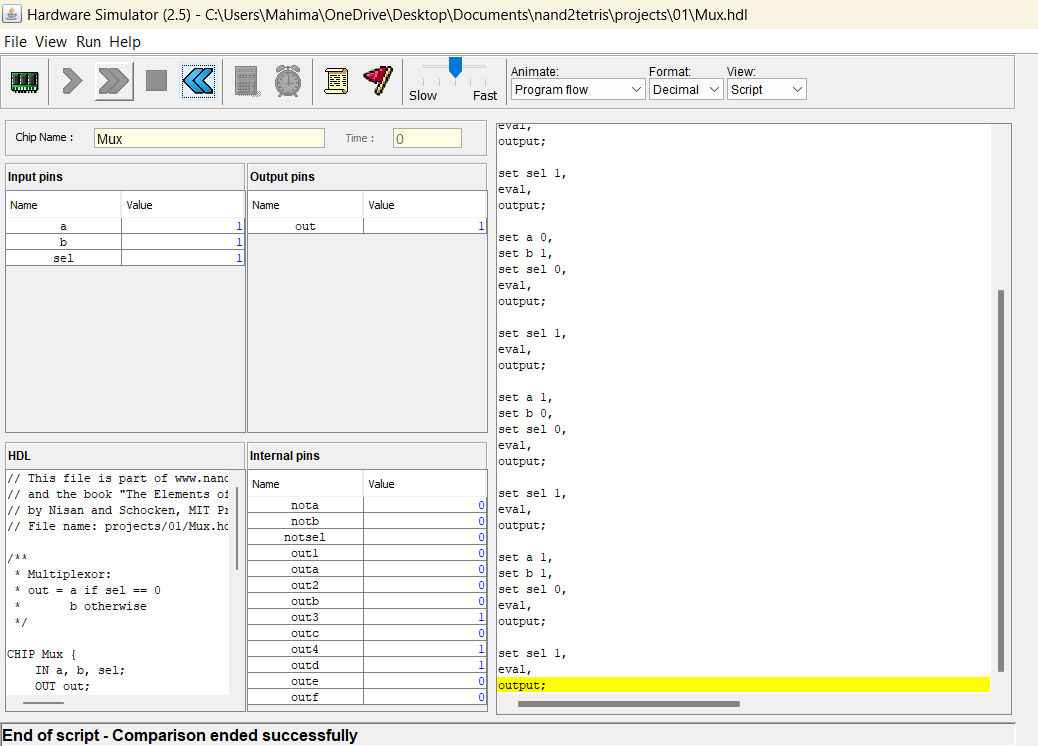 Hardware Simulator (2.5) - C:\Users\Mahima\OneDrive\Desktop\Documents\nand2tetris\projects\01\Mux.hdl
File View Run Help
Slow Fast
Animate: Format: View:
Program flow Decimal Script
Chip Name : Mux Time : 0
Input pins
Name Value
a 1
b 1
sel 1
Output pins
Name Value
out 1
HDL
// This file is part of www.nand
// and the book "The Elements of
// by Nisan and Schocken, MIT Pr
// File name: projects/01/Mux.hd
/**
* Multiplexor:
* out = a if sel == 0
* b otherwise
*/
CHIP Mux {
IN a, b, sel;
OUT out;
Internal pins
Name Value
nota 0
notb 0
notsel 0
out1 0
outa 0
out2 0
outb 0
out3 1
outc 0
out4 1
outd 1
oute 0
outf 0
eval,
output;
set sel 1,
eval,
output;
set a 0,
set b 1,
set sel 0,
eval,
output;
set sel 1,
eval,
output;
set a 1,
set b 0,
set sel 0,
eval,
output;
set sel 1,
eval,
output;
set a 1,
set b 1,
set sel 0,
eval,
output;
set sel 1,
eval,
output;
End of script - Comparison ended successfully